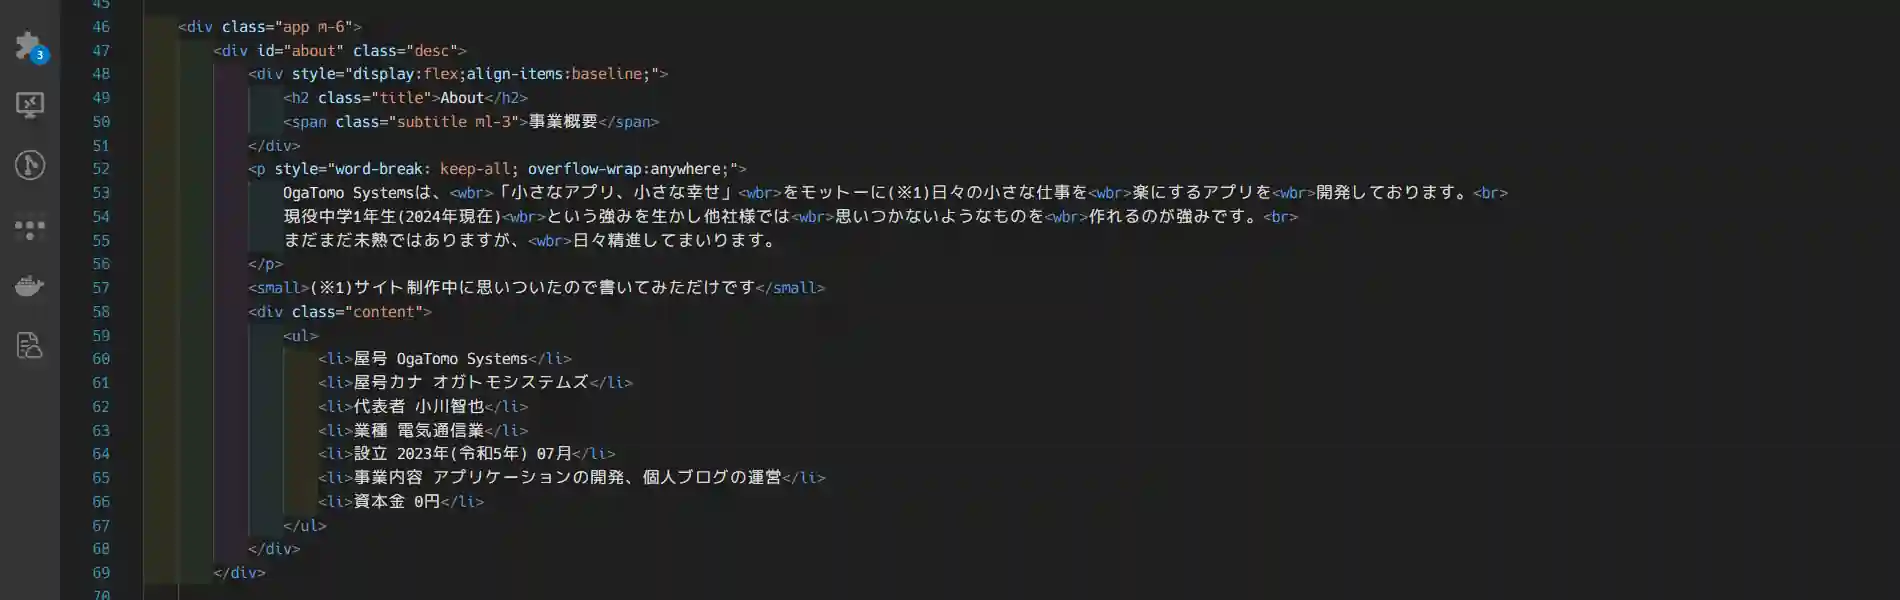 45
46 <div class="app m-6">
47 <div id="about" class="desc">
48 <div style="display:flex;align-items:baseline;">
49 <h2 class="title">About</h2>
50 <span class="subtitle ml-3">事業概要</span>
51 </div>
52 <p style="word-break: keep-all; overflow-wrap:anywhere;">
53 OgaTomo Systemsは、<wbr>「小さなアプリ、小さな幸せ」<wbr>をモットーに(※1)日々の小さな仕事を<wbr>楽にするアプリを<wbr>開発しております。<br>
54 現役中学1年生(2024年現在)<wbr>という強みを生かし他社様では<wbr>思いつかないようなものを<wbr>作れるのが強みです。<br>
55 まだまだ未熟ではありますが、<wbr>日々精進してまいります。
56 </p>
57 <small>(※1)サイト制作中に思いついたので書いてみただけです</small>
58 <div class="content">
59 <ul>
60 <li>屋号 OgaTomo Systems</li>
61 <li>屋号カナ オガトモシステムズ</li>
62 <li>代表者 小川智也</li>
63 <li>業種 電気通信業</li>
64 <li>設立 2023年(令和5年) 07月</li>
65 <li>事業内容 アプリケーションの開発、個人ブログの運営</li>
66 <li>資本金 0円</li>
67 </ul>
68 </div>
69 </div>
70
3